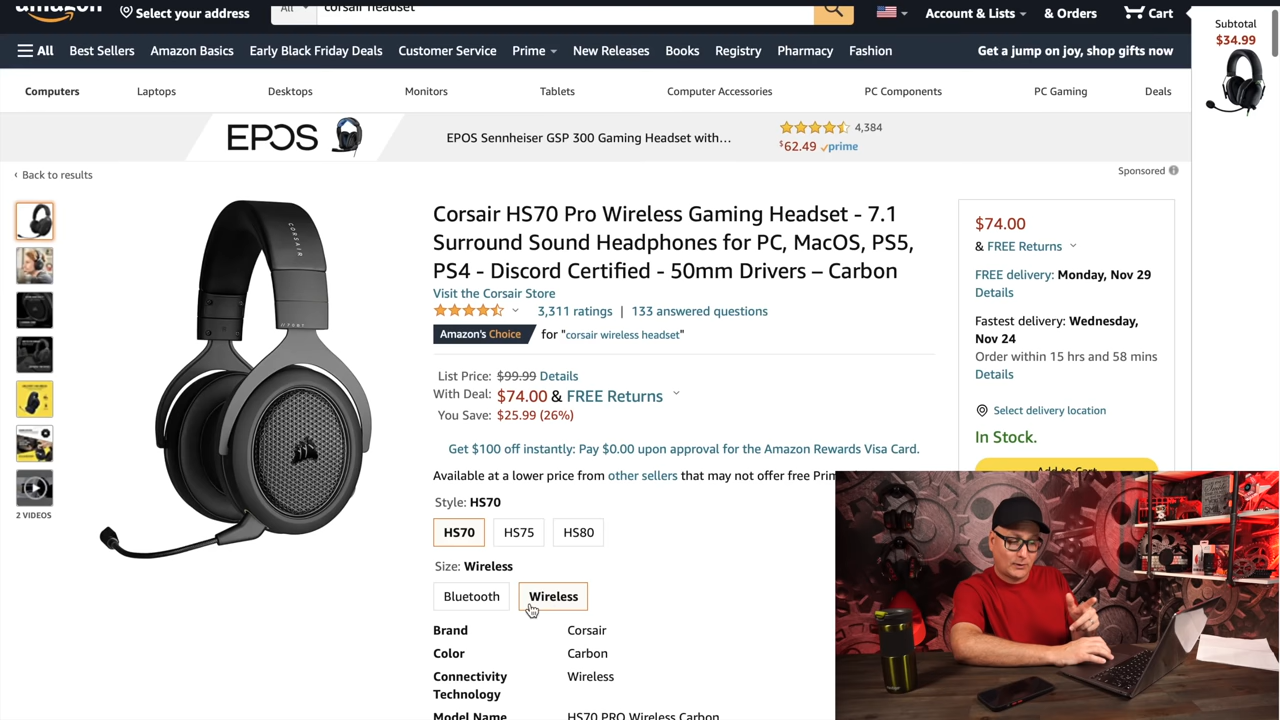 amazon
Select your address
All
corsair headset
Account & Lists
& Orders
Cart
Subtotal
$34.99
All
Best Sellers
Amazon Basics
Early Black Friday Deals
Customer Service
Prime
New Releases
Books
Registry
Pharmacy
Fashion
Get a jump on joy, shop gifts now
Computers
Laptops
Desktops
Monitors
Tablets
Computer Accessories
PC Components
PC Gaming
Deals
EPOS
EPOS Sennheiser GSP 300 Gaming Headset with…
4,384
$62.49 prime
Sponsored
‹ Back to results
Corsair HS70 Pro Wireless Gaming Headset - 7.1
Surround Sound Headphones for PC, MacOS, PS5,
PS4 - Discord Certified - 50mm Drivers – Carbon
Visit the Corsair Store
3,311 ratings | 133 answered questions
Amazon's Choice for "corsair wireless headset"
List Price: $99.99 Details
With Deal: $74.00 & FREE Returns
You Save: $25.99 (26%)
Get $100 off instantly: Pay $0.00 upon approval for the Amazon Rewards Visa Card.
Available at a lower price from other sellers that may not offer free Prim
Style: HS70
HS70
HS75
HS80
Size: Wireless
Bluetooth
Wireless
Brand Corsair
Color Carbon
Connectivity Wireless
Technology
Model Name HS70 PRO Wireless Carbon
CORSAIR
2 VIDEOS
$74.00
& FREE Returns
FREE delivery: Monday, Nov 29
Details
Fastest delivery: Wednesday,
Nov 24
Order within 15 hrs and 58 mins
Details
Select delivery location
In Stock.
Add to Cart